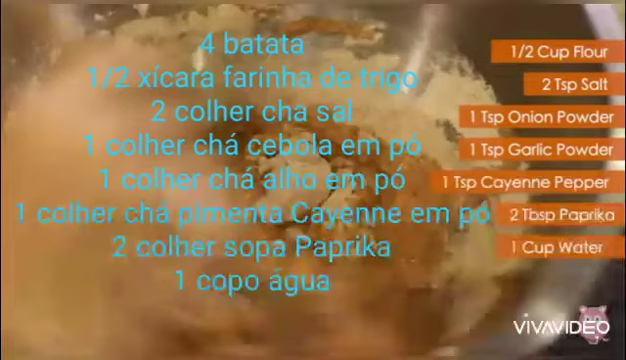 4 batata
1/2 xícara farinha de trigo
2 colher cha sal
1 colher chá cebola em pó
1 colher chá alho em pó
1 colher chá pimenta Cayenne em pó
2 colher sopa Paprika
1 copo água
1/2 Cup Flour
2 Tsp Salt
1 Tsp Onion Powder
1 Tsp Garlic Powder
1 Tsp Cayenne Pepper
2 Tbsp Paprika
1 Cup Water
VIVAVIDEO